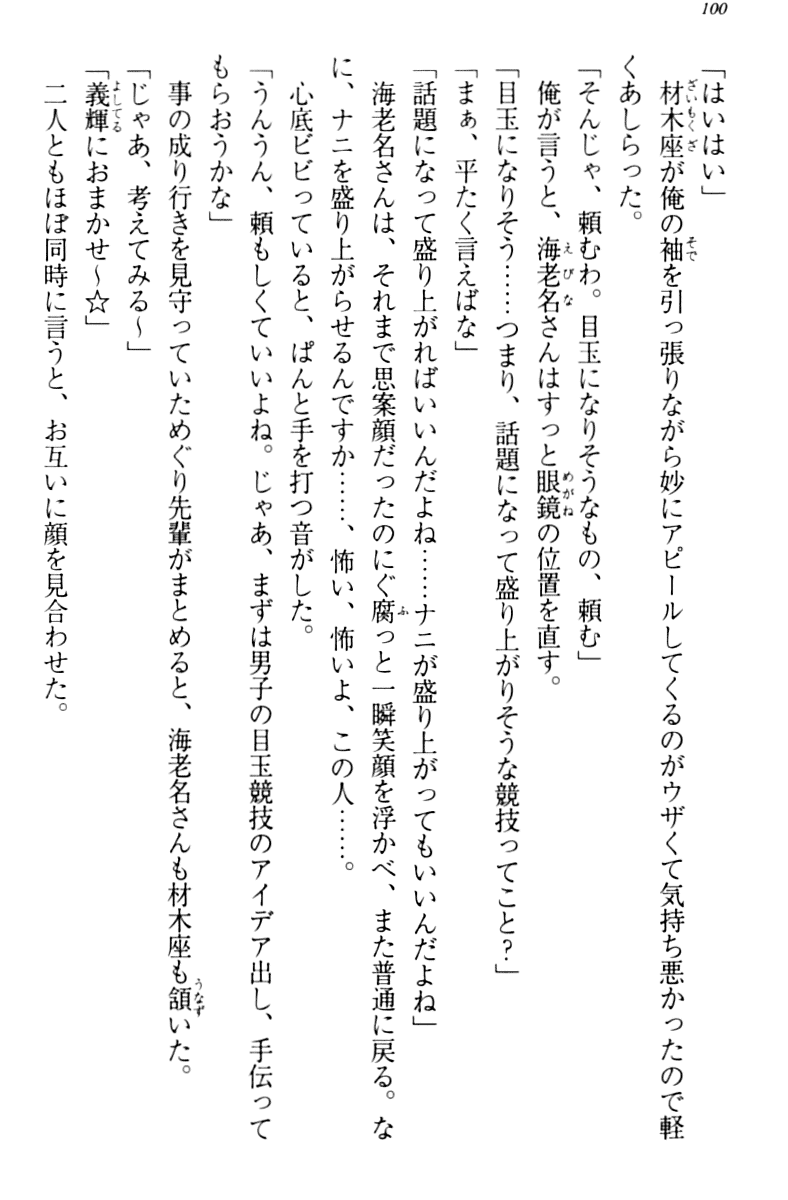 100
「はいはい」
　材木座が俺の袖を引っ張りながら妙にアピールしてくるのがウザくて気持ち悪かったので軽
くあしらった。
「そんじゃ、頼むわ。目玉になりそうなもの、頼む」
　俺が言うと、海老名さんはすっと眼鏡の位置を直す。
「目玉になりそう……つまり、話題になって盛り上がりそうな競技ってこと？」
「まぁ、平たく言えばな」
「話題になって盛り上がればいいんだよね……ナニが盛り上がってもいいんだよね」
　海老名さんは、それまで思案顔だったのにぐ腐っと一瞬笑顔を浮かべ、また普通に戻る。な
に、ナニを盛り上がらせるんですか……、怖い、怖いよ、この人……。
　心底ビビっていると、ぱんと手を打つ音がした。
「うんうん、頼もしくていいよね。じゃあ、まずは男子の目玉競技のアイデア出し、手伝って
もらおうかな」
　事の成り行きを見守っていためぐり先輩がまとめると、海老名さんも材木座も頷いた。
「じゃあ、考えてみる～」
「義輝におまかせ～☆」
　二人ともほぼ同時に言うと、お互いに顔を見合わせた。